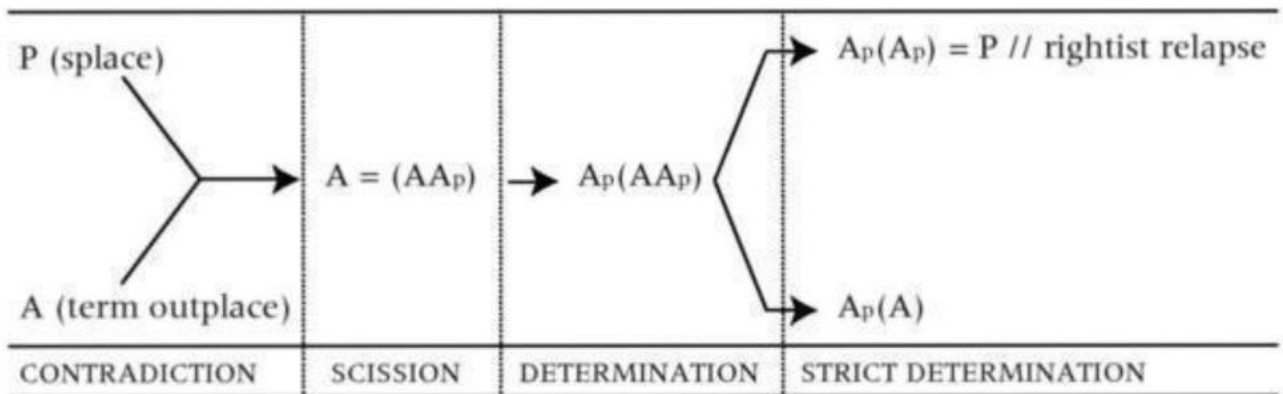 P (splace)
A (term outplace)
A = (AAp)
Ap(AAp)
Ap(Ap) = P // rightist relapse
Ap(A)
CONTRADICTION
SCISSION
DETERMINATION
STRICT DETERMINATION